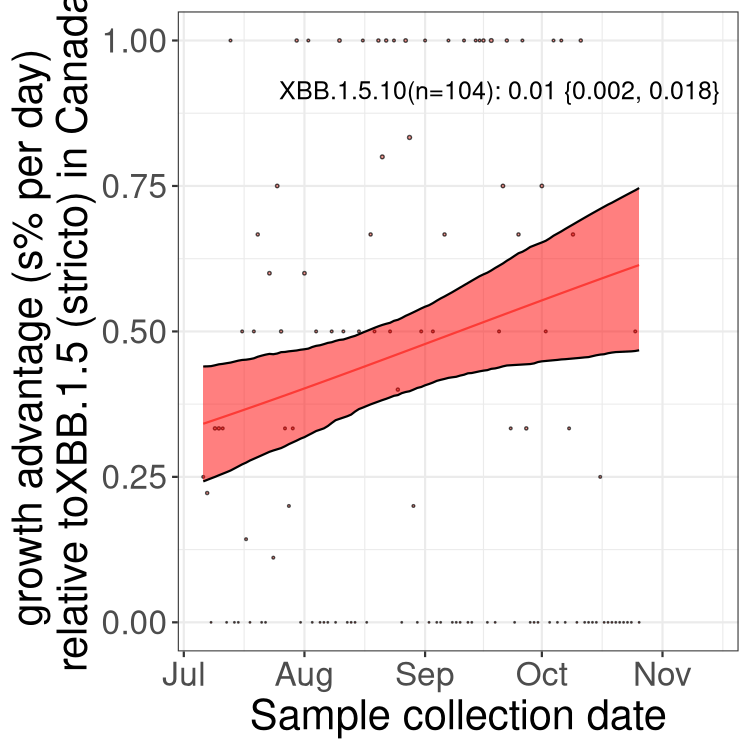 growth advantage (s% per day)
relative toXBB.1.5 (stricto) in Canada
1.00
0.75
0.50
0.25
0.00
XBB.1.5.10(n=104): 0.01 {0.002, 0.018}
Jul Aug Sep Oct Nov
Sample collection date